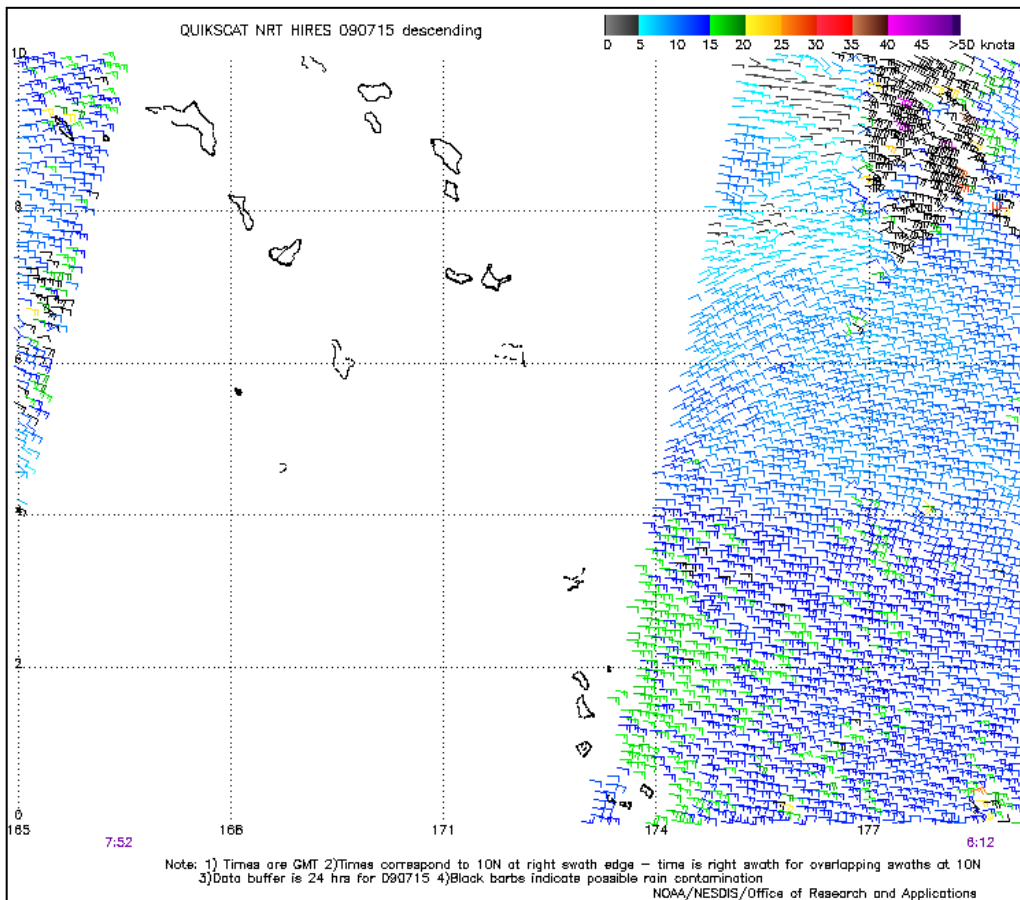 QUIKSCAT NRT HIRES 090715 descending
0 5 10 15 20 25 30 35 40 45 >50 knots
10
8
6
4
2
0
165 168 171 174 177
7:52 6:12
Note: 1) Times are GMT 2)Times correspond to 10N at right swath edge – time is right swath for overlapping swaths at 10N
3)Data buffer is 24 hrs for 090715 4)Black barbs indicate possible rain contamination
NOAA/NESDIS/Office of Research and Applications